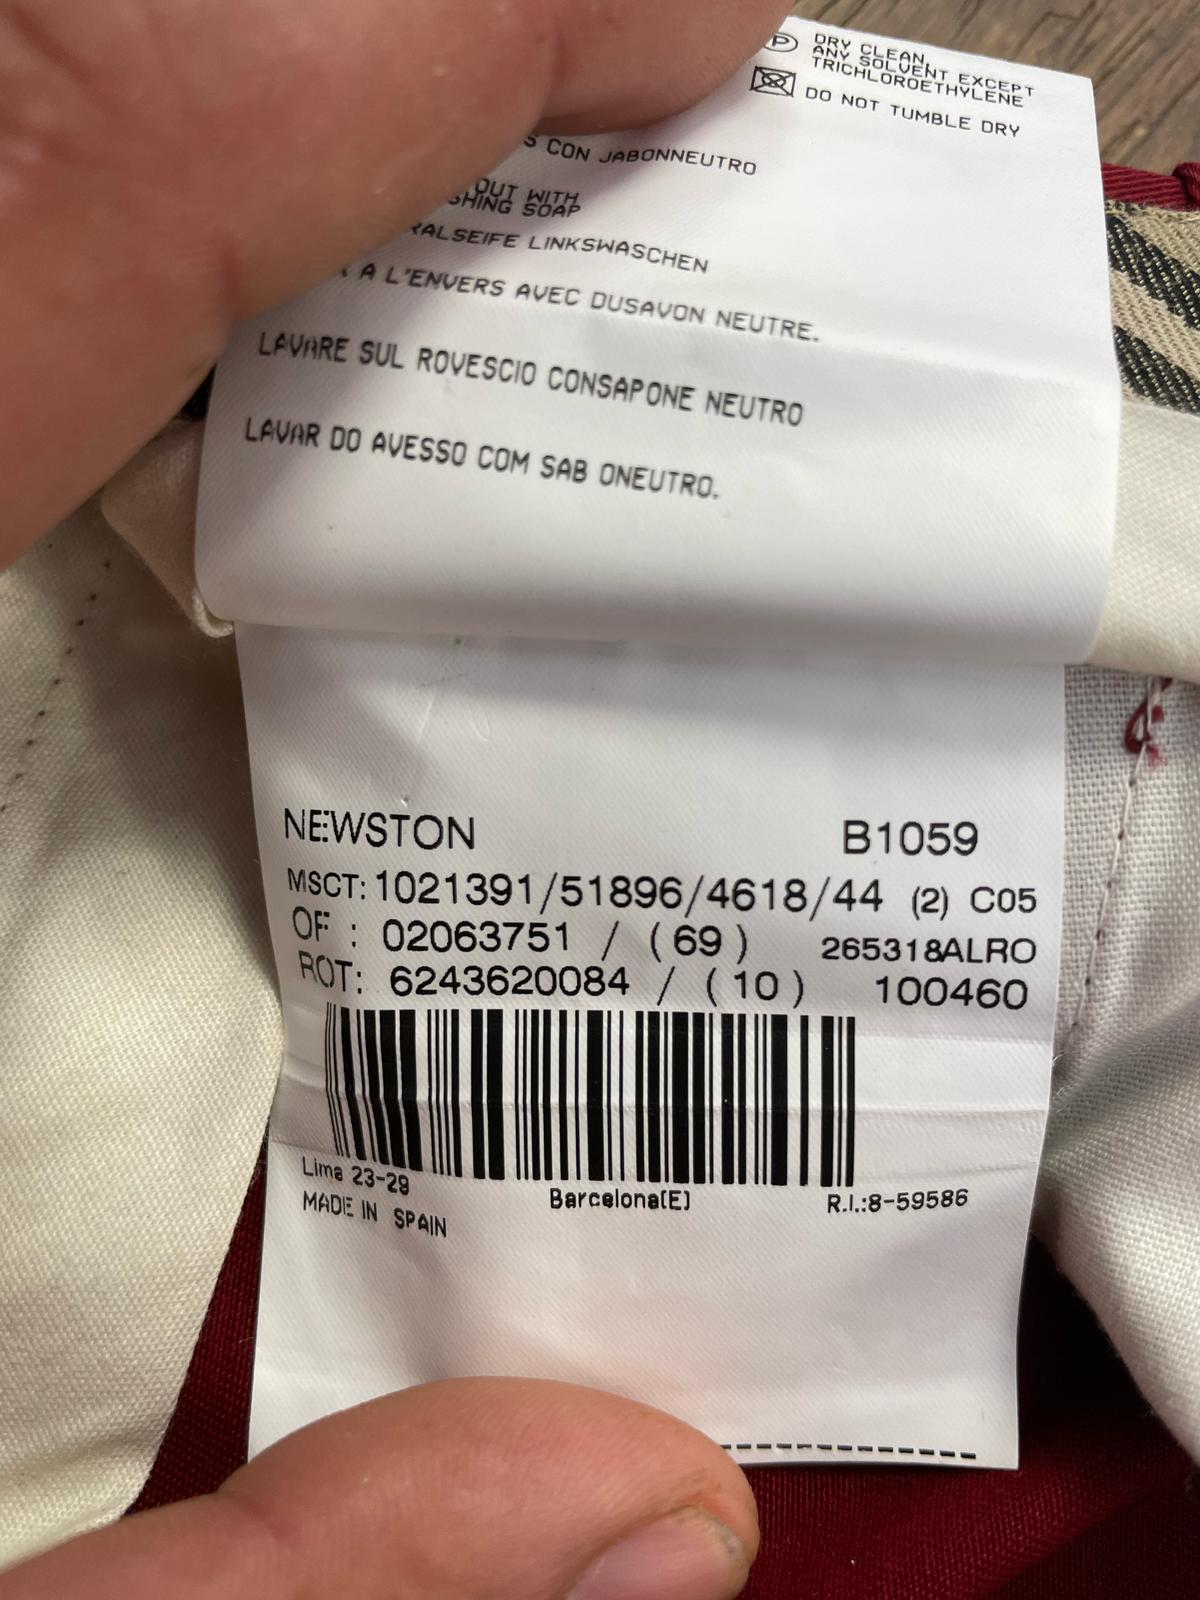 DRY CLEAN,
ANY SOLVENT EXCEPT
TRICHLOROETHYLENE
DO NOT TUMBLE DRY
CON JABONNEUTRO
OUT WITH
SOAP
LINKSWASCHEN
A L'ENVERS AVEC DUSAVON NEUTRE.
LAVARE SUL ROVESCIO CONSAPONE NEUTRO
LAVAR DO AVESSO COM SAB ONEUTRO.
NEWSTON B1059
MSCT: 1021391/51896/4618/44 (2) C05
OF : 02063751 / (69) 265318ALRO
ROT: 6243620084 / (10) 100460
Lima 23-29 Barcelona(E) R.I.:8-59586
MADE IN SPAIN